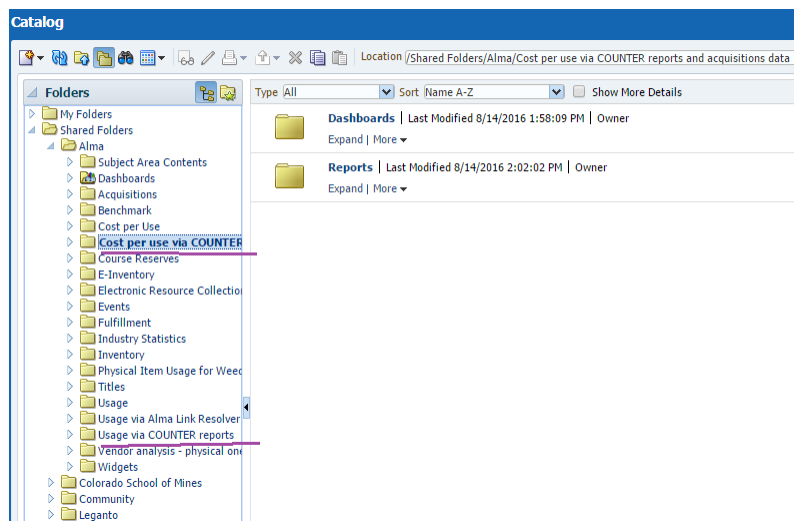 Catalog
Location /Shared Folders/Alma/Cost per use via COUNTER reports and acquisitions data
Folders
Type All Sort Name A-Z Show More Details
My Folders
Shared Folders
Alma
Subject Area Contents
Dashboards
Acquisitions
Benchmark
Cost per Use
Cost per use via COUNTER
Course Reserves
E-Inventory
Electronic Resource Collection
Events
Fulfillment
Industry Statistics
Inventory
Physical Item Usage for Weed
Titles
Usage
Usage via Alma Link Resolver
Usage via COUNTER reports
Vendor analysis - physical one
Widgets
Colorado School of Mines
Community
Leganto
Dashboards | Last Modified 8/14/2016 1:58:09 PM | Owner
Expand | More
Reports | Last Modified 8/14/2016 2:02:02 PM | Owner
Expand | More